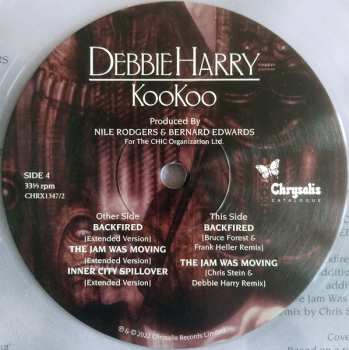 DEBBIE HARRY
KOOKOO
Produced By
NILE RODGERS & BERNARD EDWARDS
For The CHIC Organization Ltd.
SIDE 4
33⅓ rpm
CHRX1347/2
Chrysalis
CATALOGUE
Other Side
BACKFIRED
(Extended Version)
THE JAM WAS MOVING
(Extended Version)
INNER CITY SPILLOVER
(Extended Version)
This Side
BACKFIRED
(Bruce Forest &
Frank Heller Remix)
THE JAM WAS MOVING
(Chris Stein &
Debbie Harry Remix)
℗ & © 2022 Chrysalis Records Limited